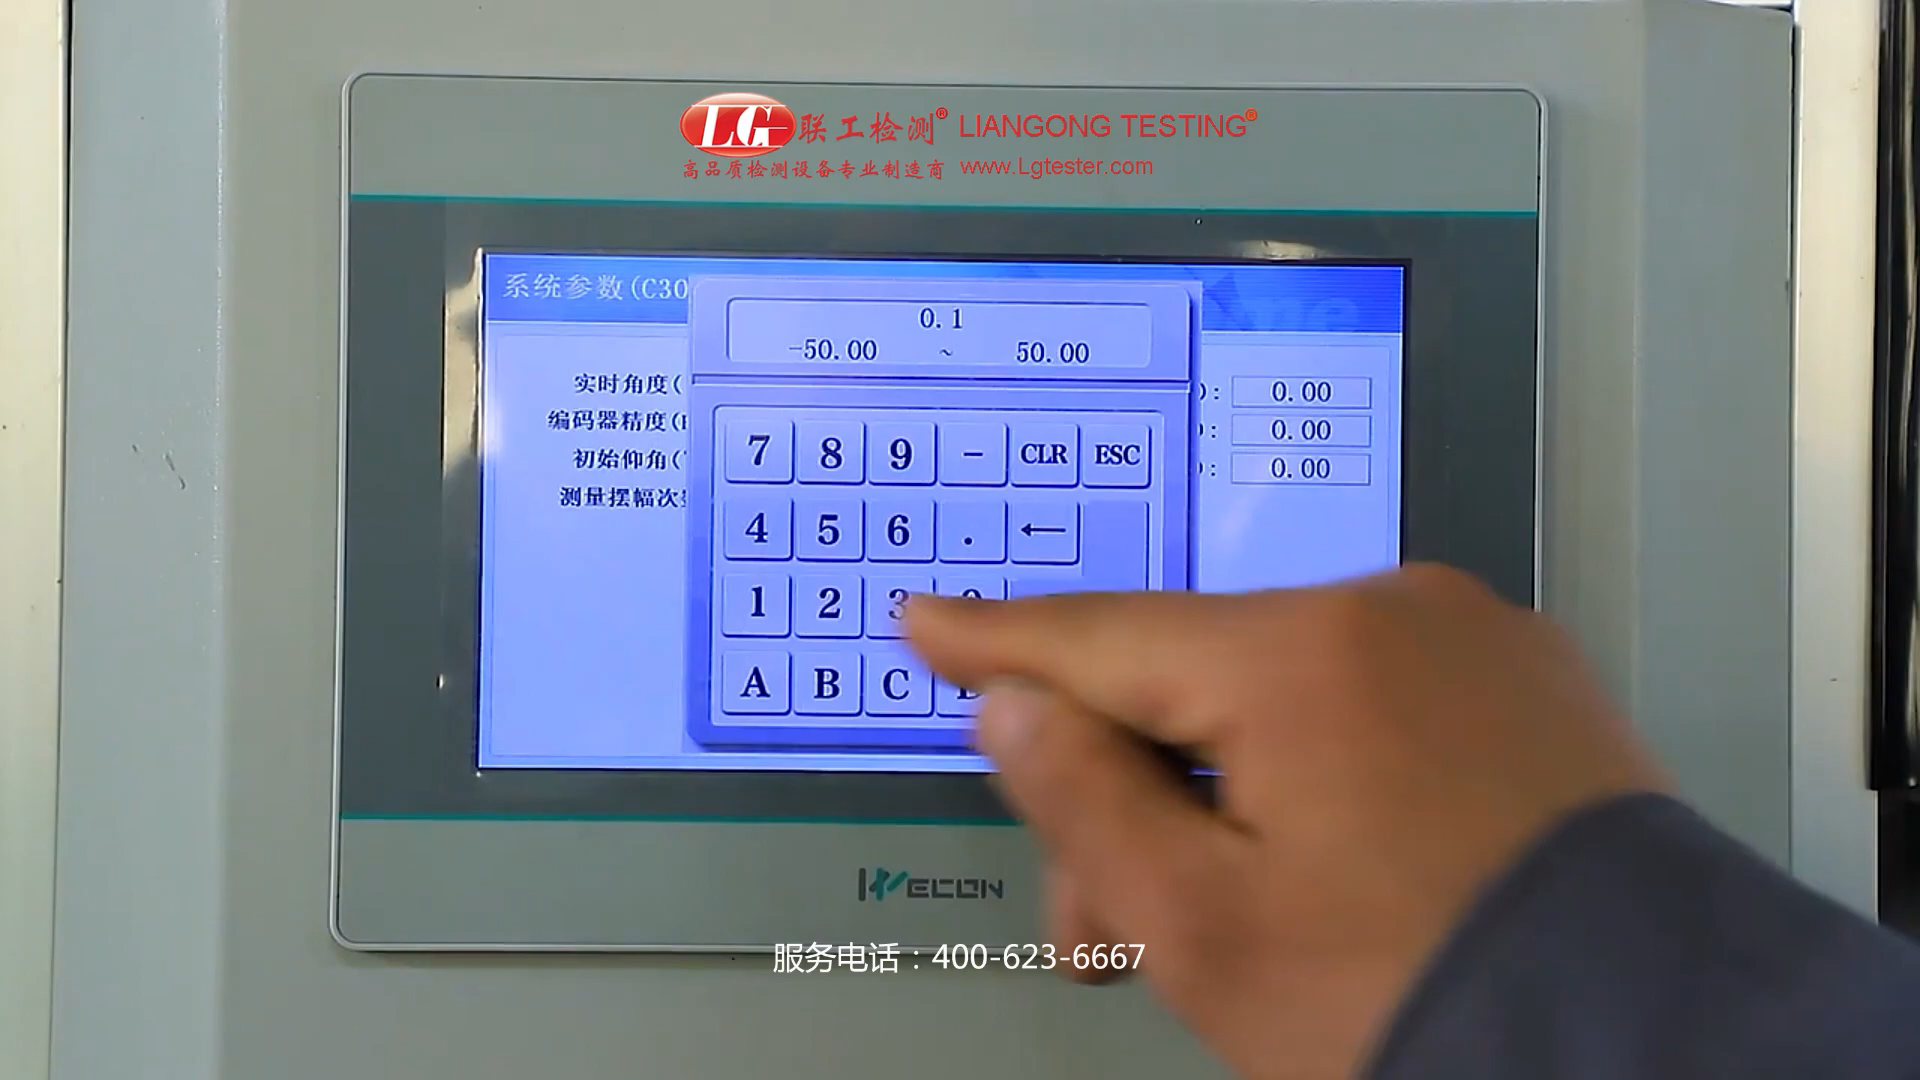 LG 联工检测® LIANGONG TESTING®
高品质检测设备专业制造商 www.Lgtester.com
系统参数(C30
0.1
-50.00 ~ 50.00
实时角度(
编码器精度(
初始仰角(
测量摆幅次
: 0.00
: 0.00
: 0.00
7 8 9 - CLR ESC
4 5 6 . ←
1 2 3
A B C
WECON
服务电话：400-623-6667